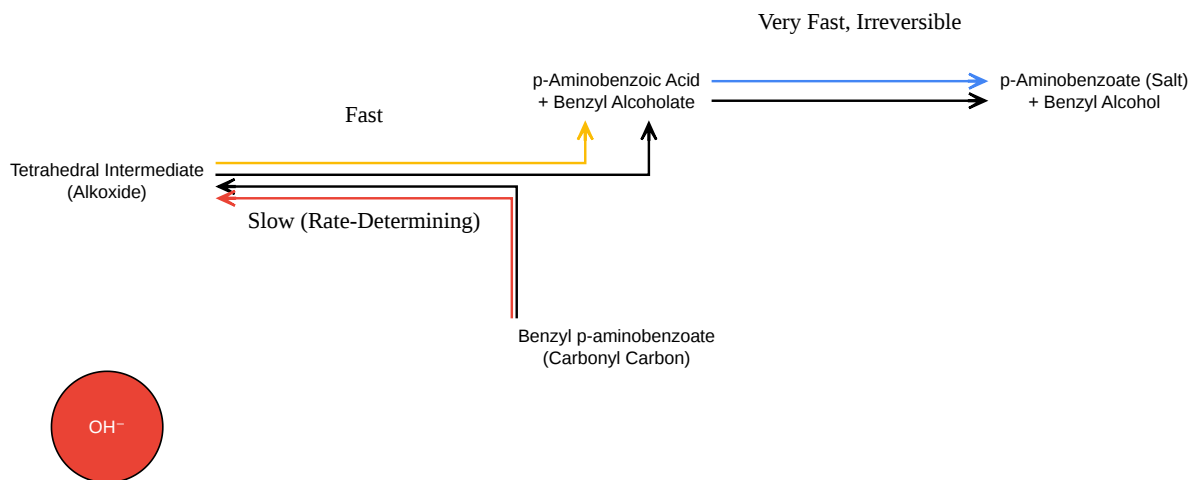 Very Fast, Irreversible
p-Aminobenzoic Acid
+ Benzyl Alcoholate
p-Aminobenzoate (Salt)
+ Benzyl Alcohol
Fast
Tetrahedral Intermediate
(Alkoxide)
Slow (Rate-Determining)
Benzyl p-aminobenzoate
(Carbonyl Carbon)
OH⁻